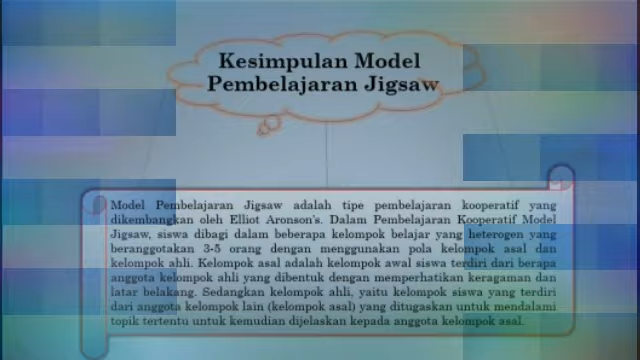 Kesimpulan Model
Pembelajaran Jigsaw
Model Pembelajaran Jigsaw adalah tipe pembelajaran kooperatif yang
dikembangkan oleh Elliot Aronson's. Dalam Pembelajaran Kooperatif Model
Jigsaw, siswa dibagi dalam beberapa kelompok belajar yang heterogen yang
beranggotakan 3-5 orang dengan menggunakan pola kelompok asal dan
kelompok ahli. Kelompok asal adalah kelompok awal siswa terdiri dari berapa
anggota kelompok ahli yang dibentuk dengan memperhatikan keragaman dan
latar belakang. Sedangkan kelompok ahli, yaitu kelompok siswa yang terdiri
dari anggota kelompok lain (kelompok asal) yang ditugaskan untuk mendalami
topik tertentu untuk kemudian dijelaskan kepada anggota kelompok asal.